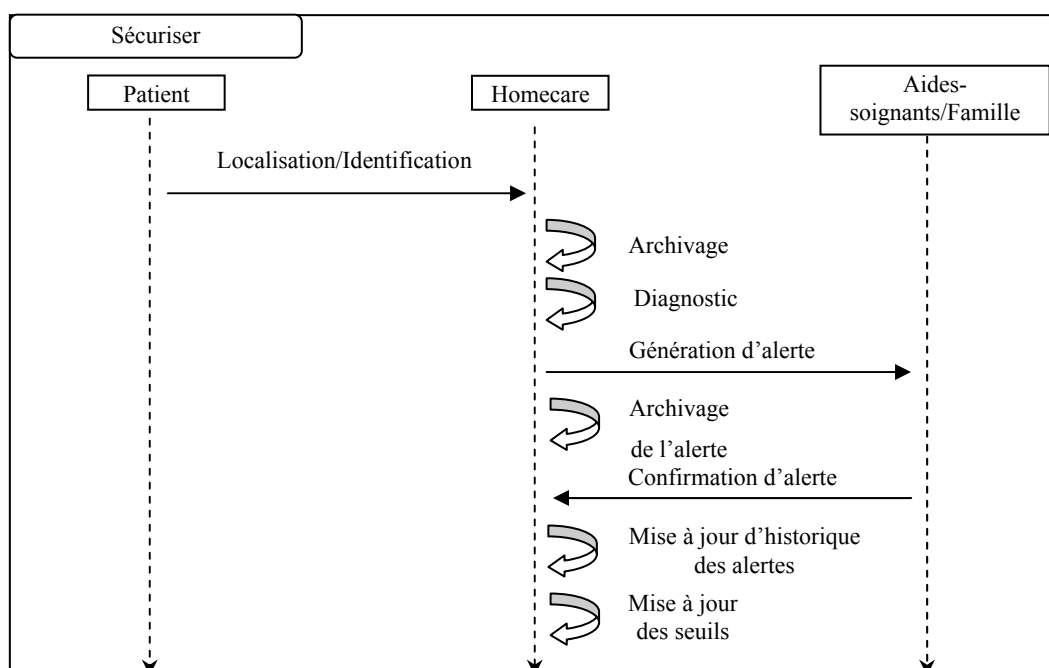 Sécuriser
Patient
Homecare
Aides-
soignants/Famille
Localisation/Identification
Archivage
Diagnostic
Génération d’alerte
Archivage
de l’alerte
Confirmation d’alerte
Mise à jour d’historique
des alertes
Mise à jour
des seuils